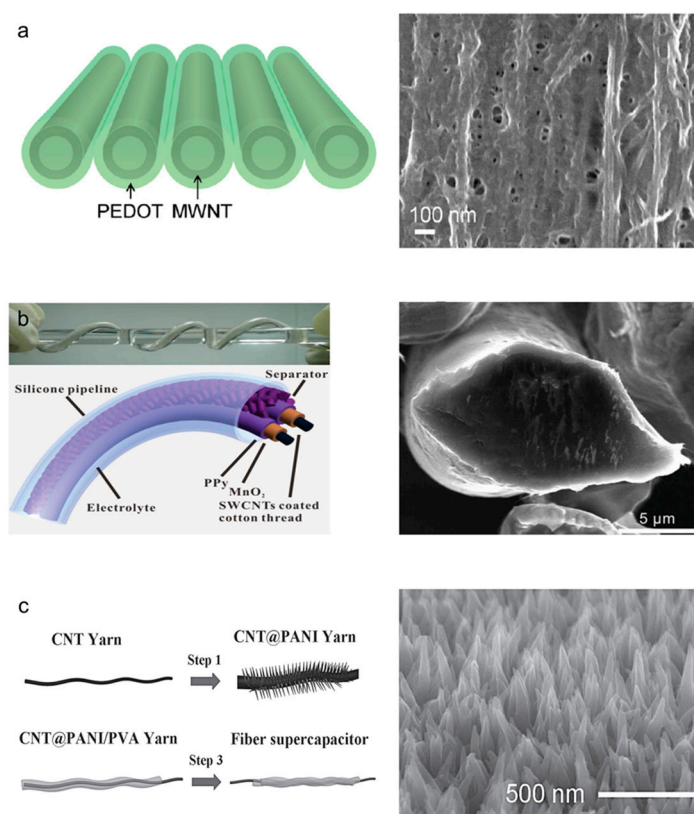 a
PEDOT MWNT
100 nm
b
Silicone pipeline
Separator
PPy
MnO₂
SWCNTs coated
cotton thread
Electrolyte
5 µm
c
CNT Yarn
Step 1
CNT@PANI Yarn
CNT@PANI/PVA Yarn
Step 3
Fiber supercapacitor
500 nm